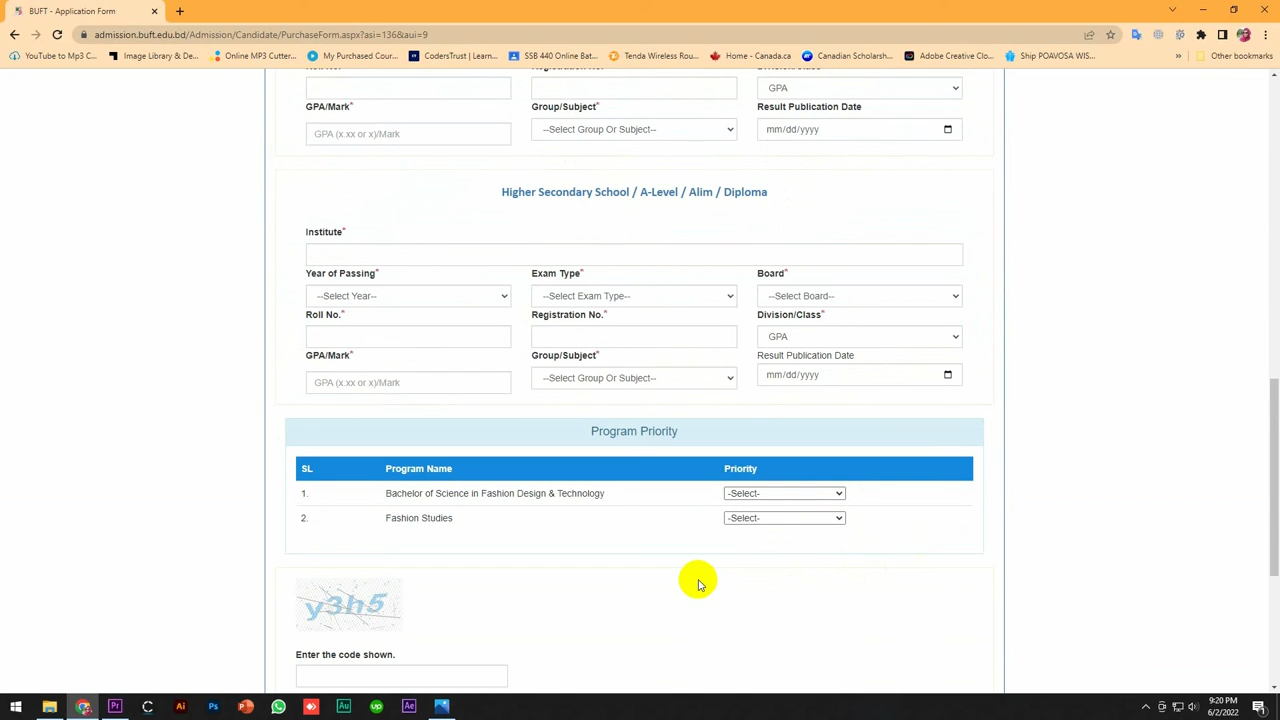 BUFT - Application Form
admission.buft.edu.bd/Admission/Candidate/PurchaseForm.aspx?asi=136&aui=9
YouTube to Mp3 C... Image Library & De... Online MP3 Cutter... My Purchased Cour... CodersTrust | Learn... SSB 440 Online Bat... Tenda Wireless Rou... Home - Canada.ca Canadian Scholarsh... Adobe Creative Clo... Ship POAVOSA WIS... » Other bookmarks
GPA
GPA/Mark* Group/Subject* Result Publication Date
GPA (x.xx or x)/Mark --Select Group Or Subject-- mm/dd/yyyy
Higher Secondary School / A-Level / Alim / Diploma
Institute*
Year of Passing* Exam Type* Board*
--Select Year-- --Select Exam Type-- --Select Board--
Roll No.* Registration No.* Division/Class*
GPA
GPA/Mark* Group/Subject* Result Publication Date
GPA (x.xx or x)/Mark --Select Group Or Subject-- mm/dd/yyyy
Program Priority
SL Program Name Priority
1. Bachelor of Science in Fashion Design & Technology -Select-
2. Fashion Studies -Select-
y3h5
Enter the code shown.
9:20 PM
6/2/2022